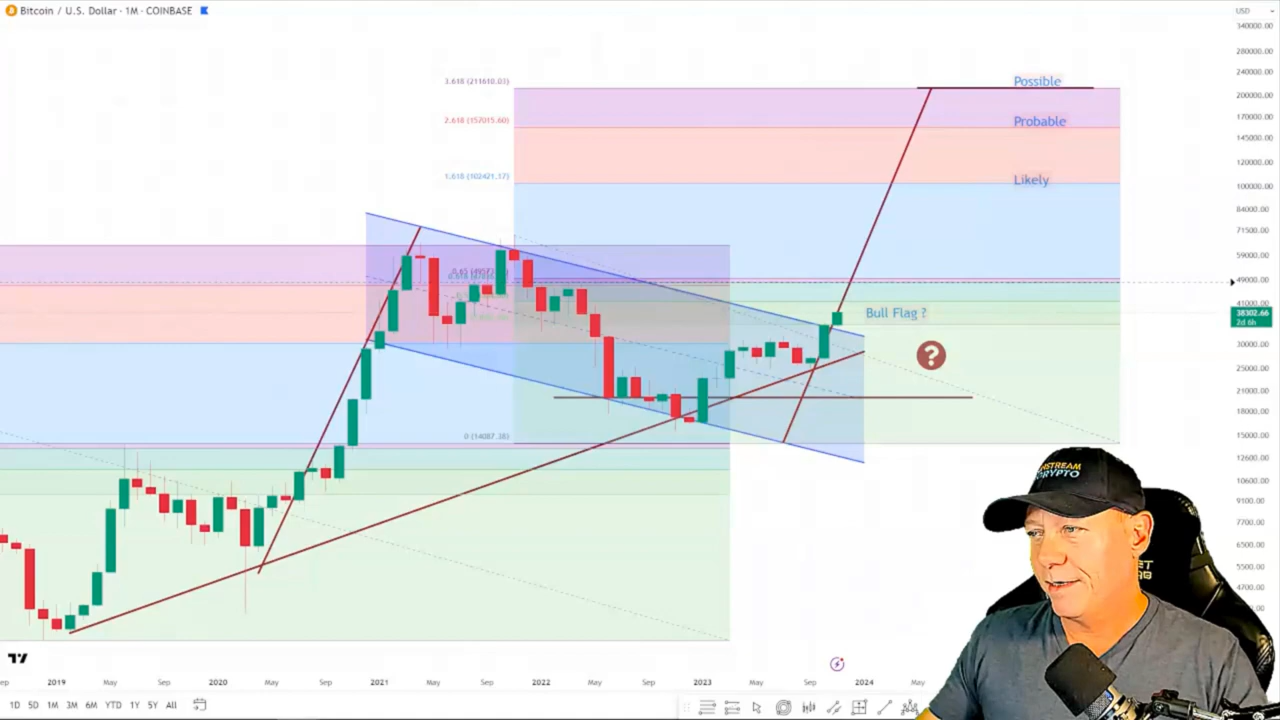 Bitcoin / U.S. Dollar · 1M · COINBASE
USD
340000.00
280000.00
240000.00
200000.00
170000.00
145000.00
120000.00
100000.00
84000.00
71500.00
59000.00
49000.00
41000.00
38302.66
2d 6h
30000.00
25000.00
21000.00
18000.00
15000.00
12600.00
10600.00
9100.00
7700.00
6500.00
5500.00
4700.00
3.618 (211610.03)
Possible
2.618 (157015.60)
Probable
1.618 (102421.17)
Likely
Bull Flag ?
?
0 (14087.38)
STREAM
CRYPTO
2019
May
Sep
2020
May
Sep
2021
May
Sep
2022
May
Sep
2023
May
Sep
2024
May
1D 5D 1M 3M 6M YTD 1Y 5Y All